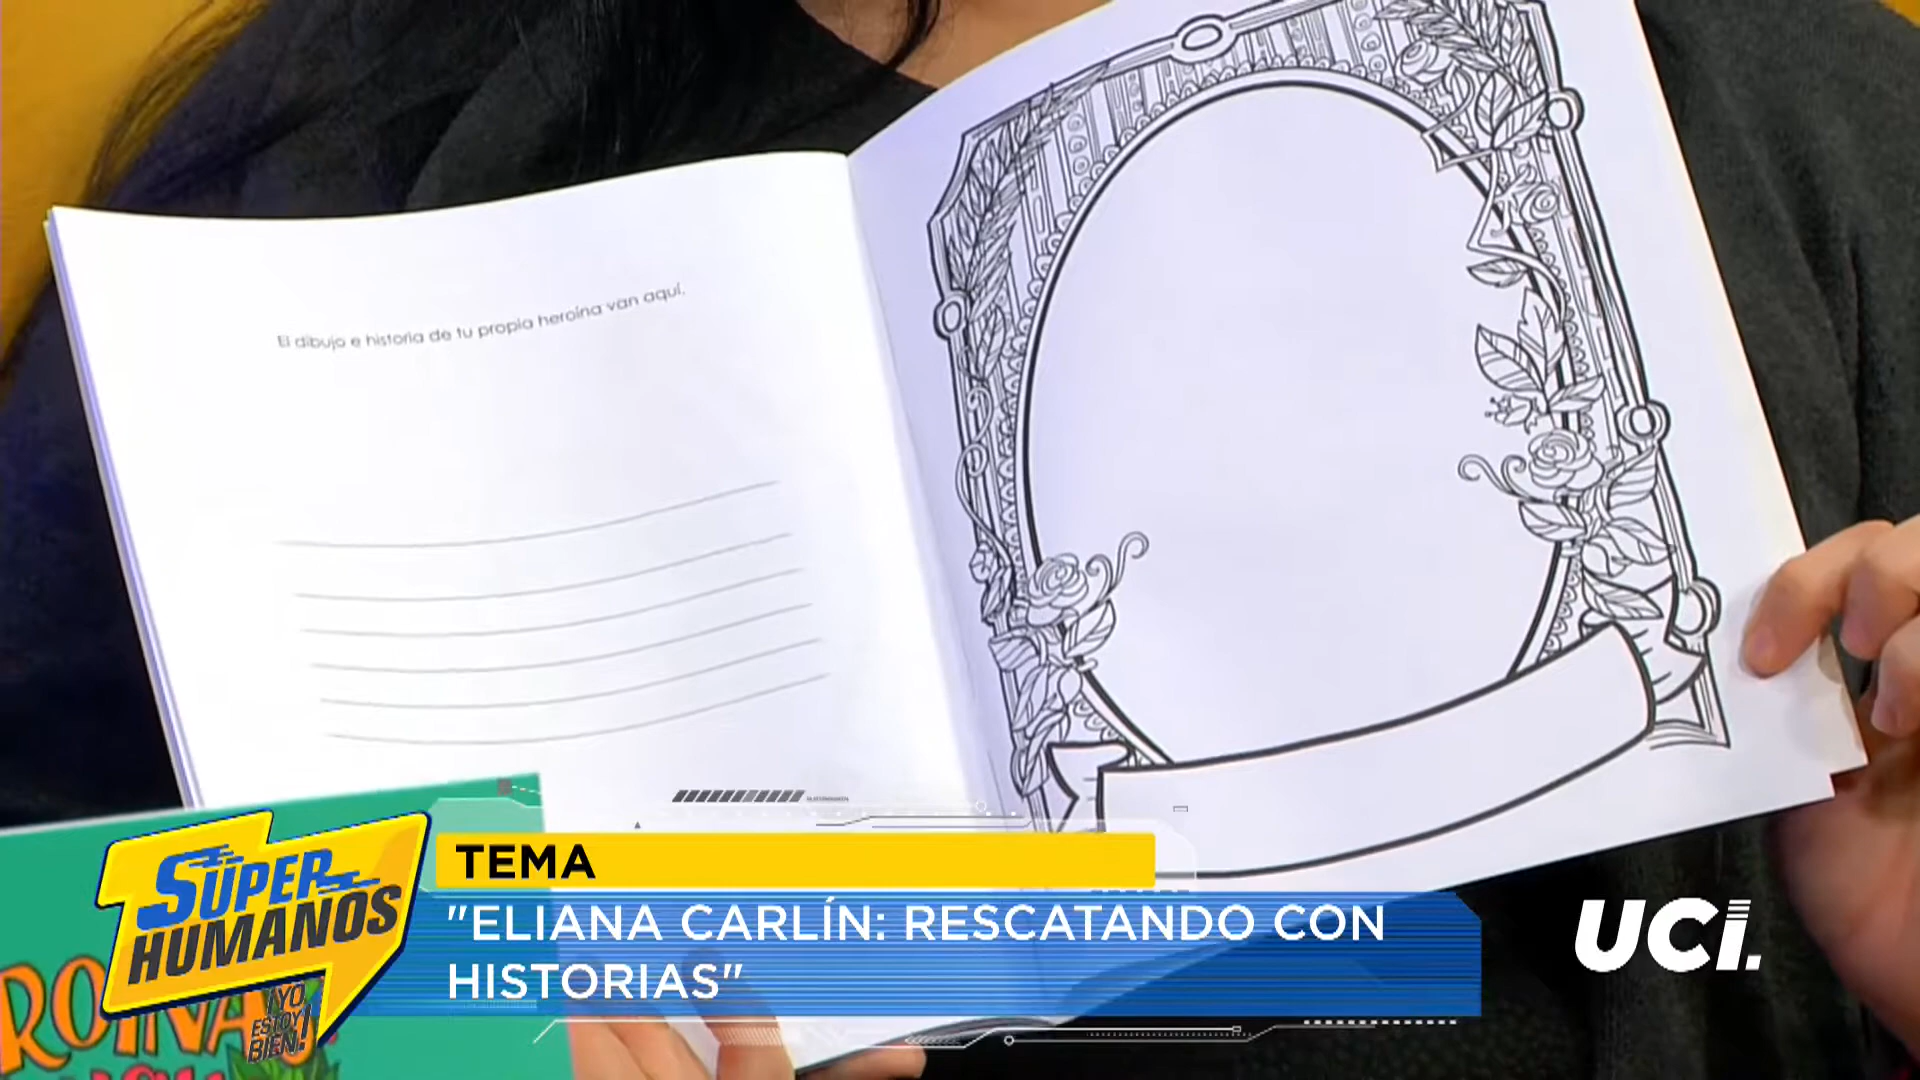 El dibujo e historia de tu propia heroína van aquí.
SÚPER
HUMANOS
¡YO
ESTOY
BIEN!
TEMA
"ELIANA CARLÍN: RESCATANDO CON
HISTORIAS"
UCI.
ROINA